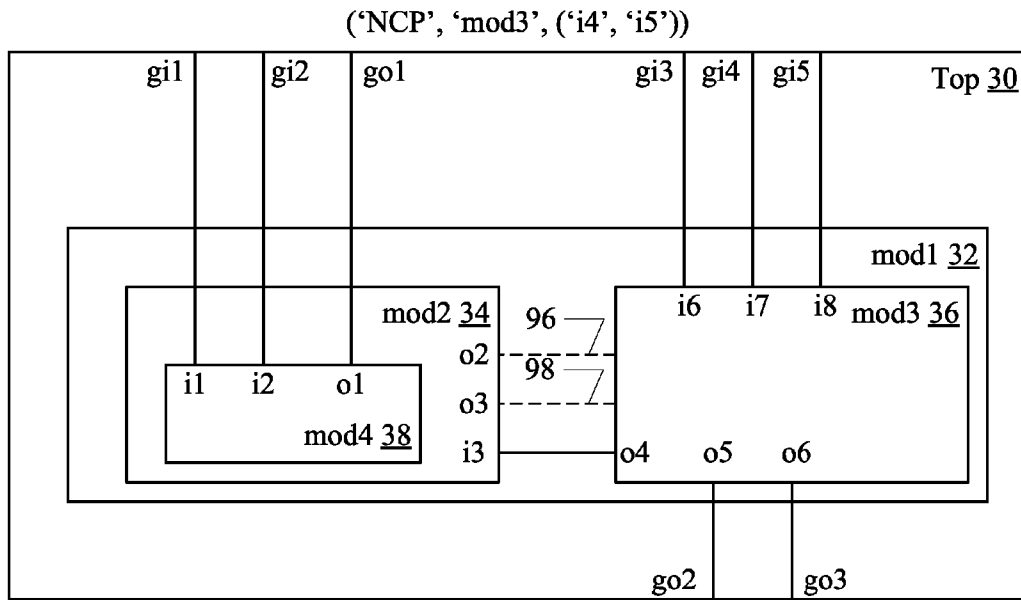 (‘NCP’, ‘mod3’, (‘i4’, ‘i5’))
gi1 gi2 go1 gi3 gi4 gi5 Top 30
mod1 32
mod2 34 96 i6 i7 i8 mod3 36
o2
i1 i2 o1 98
o3
mod4 38 i3 o4 o5 o6
go2 go3